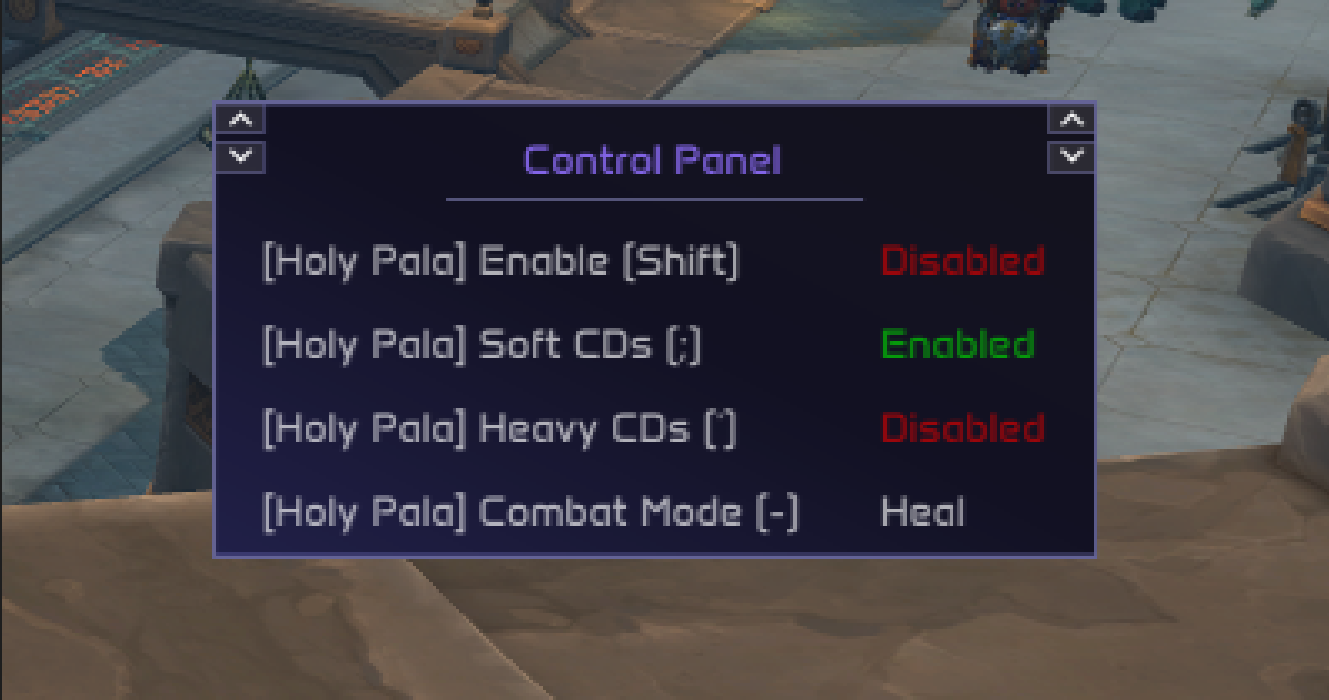 Control Panel
[Holy Pala] Enable [Shift] Disabled
[Holy Pala] Soft CDs [;] Enabled
[Holy Pala] Heavy CDs ['] Disabled
[Holy Pala] Combat Mode [-] Heal